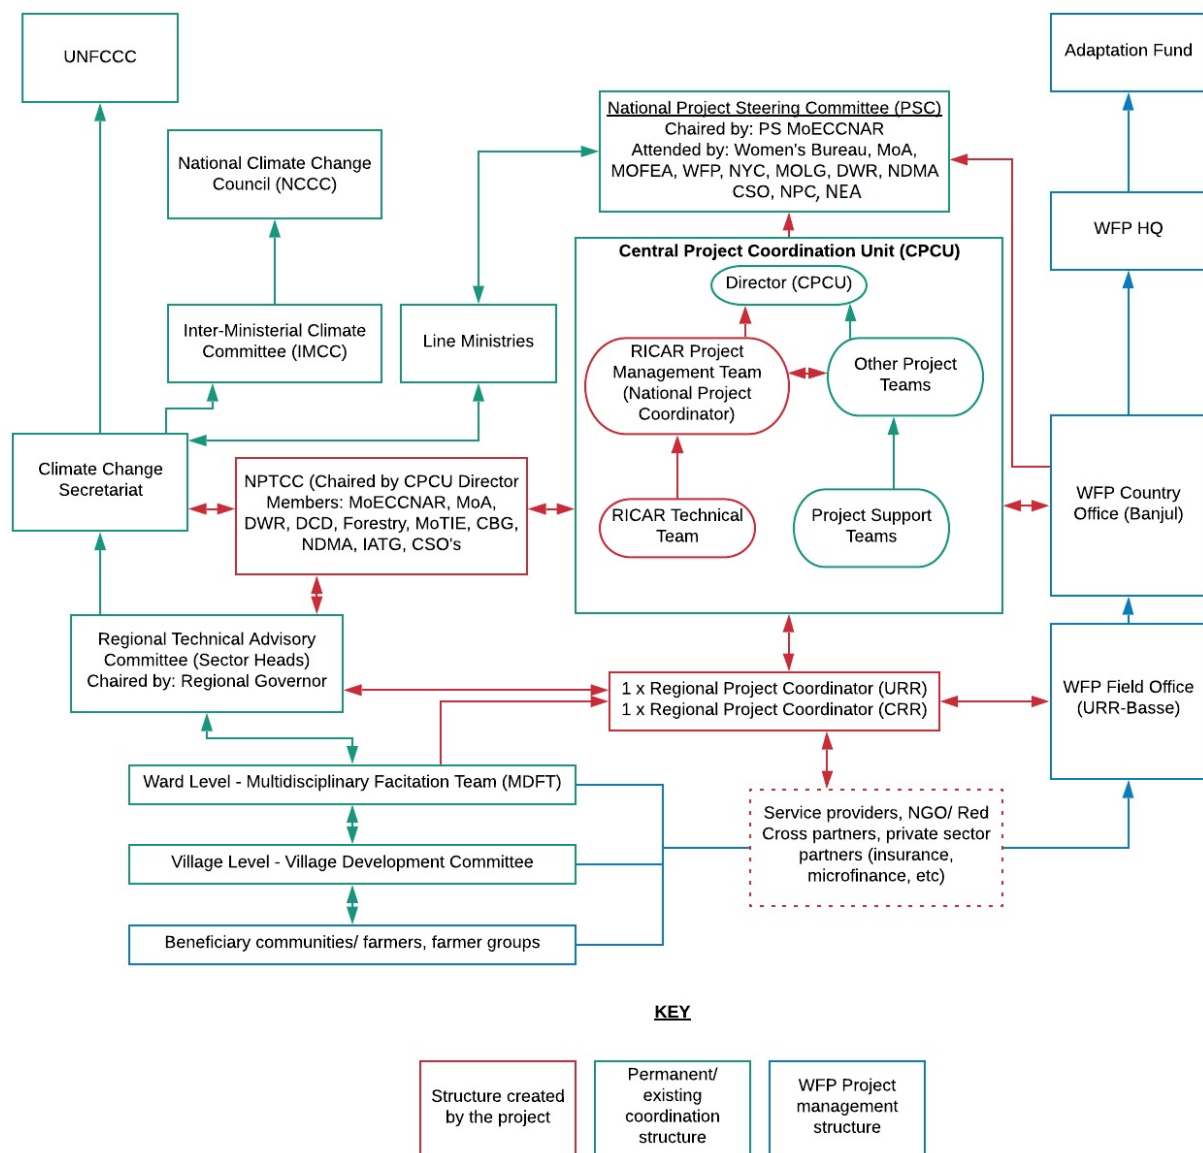 UNFCCC
Adaptation Fund
National Project Steering Committee (PSC)
Chaired by: PS MoECCNAR
Attended by: Women's Bureau, MoA,
MOFEA, WFP, NYC, MOLG, DWR, NDMA
CSO, NPC, NEA
National Climate Change
Council (NCCC)
WFP HQ
Central Project Coordination Unit (CPCU)
Director (CPCU)
Inter-Ministerial Climate
Committee (IMCC)
Line Ministries
RICAR Project
Management Team
(National Project
Coordinator)
Other Project
Teams
Climate Change
Secretariat
NPTCC (Chaired by CPCU Director
Members: MoECCNAR, MoA,
DWR, DCD, Forestry, MoTIE, CBG,
NDMA, IATG, CSO's
RICAR Technical
Team
Project Support
Teams
WFP Country
Office (Banjul)
Regional Technical Advisory
Committee (Sector Heads)
Chaired by: Regional Governor
1 x Regional Project Coordinator (URR)
1 x Regional Project Coordinator (CRR)
WFP Field Office
(URR-Basse)
Ward Level - Multidisciplinary Facitation Team (MDFT)
Village Level - Village Development Committee
Beneficiary communities/ farmers, farmer groups
Service providers, NGO/ Red
Cross partners, private sector
partners (insurance,
microfinance, etc)
KEY
Structure created
by the project
Permanent/
existing
coordination
structure
WFP Project
management
structure